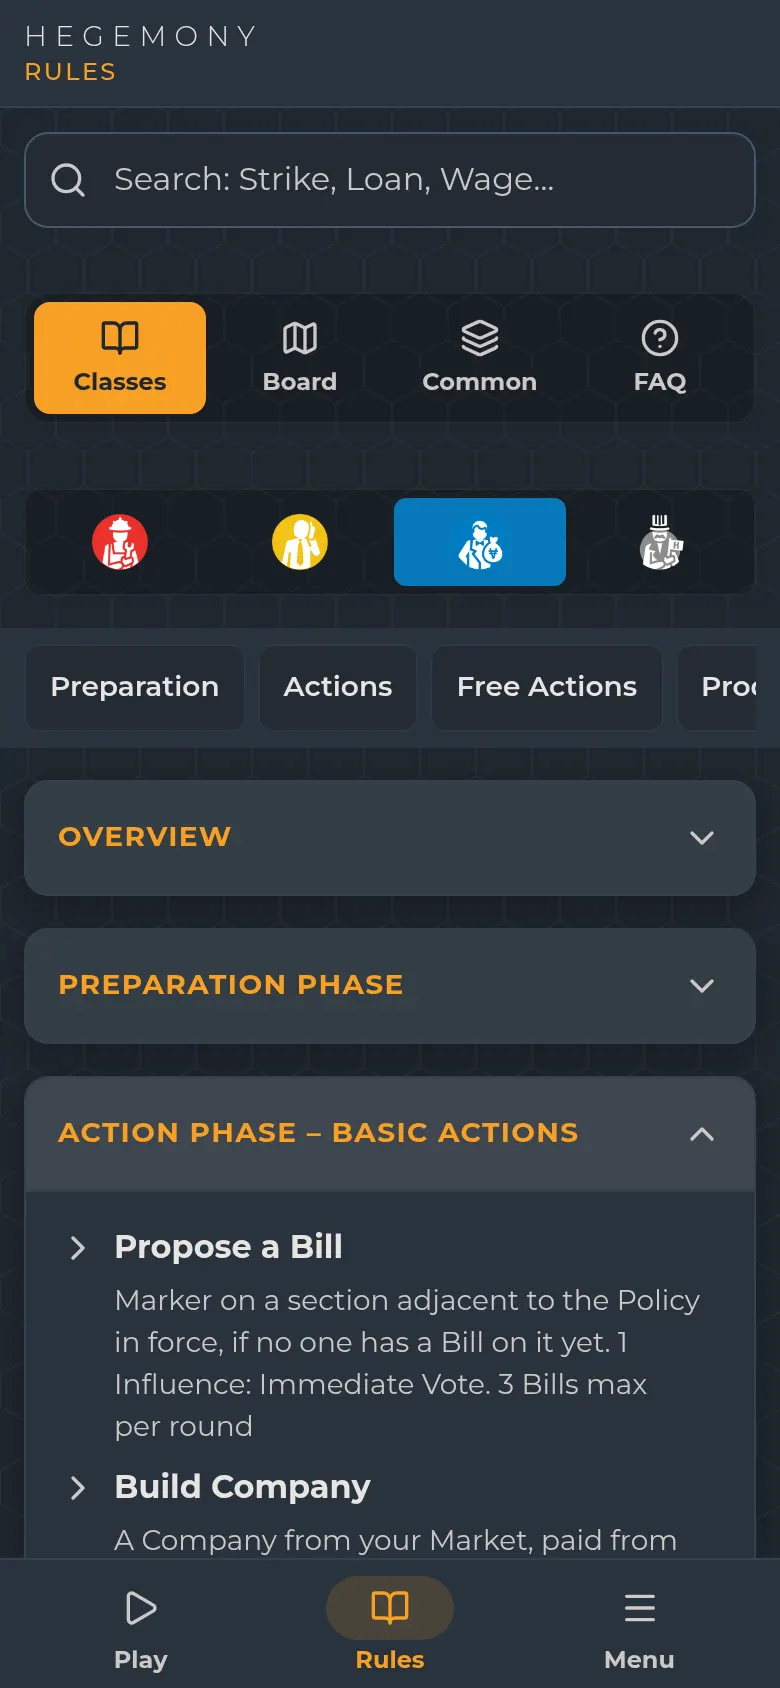 HEGEMONY
RULES
Search: Strike, Loan, Wage...
Classes
Board
Common
FAQ
Preparation
Actions
Free Actions
OVERVIEW
PREPARATION PHASE
ACTION PHASE – BASIC ACTIONS
Propose a Bill
Marker on a section adjacent to the Policy
in force, if no one has a Bill on it yet. 1
Influence: Immediate Vote. 3 Bills max
per round
Build Company
A Company from your Market, paid from
Play
Rules
Menu